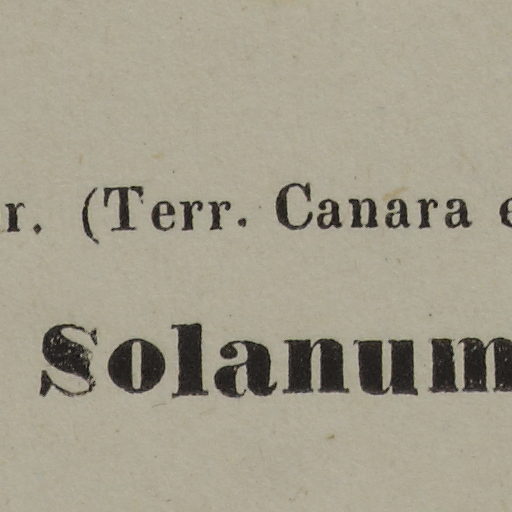 r. (Terr. Canara e
Solanum